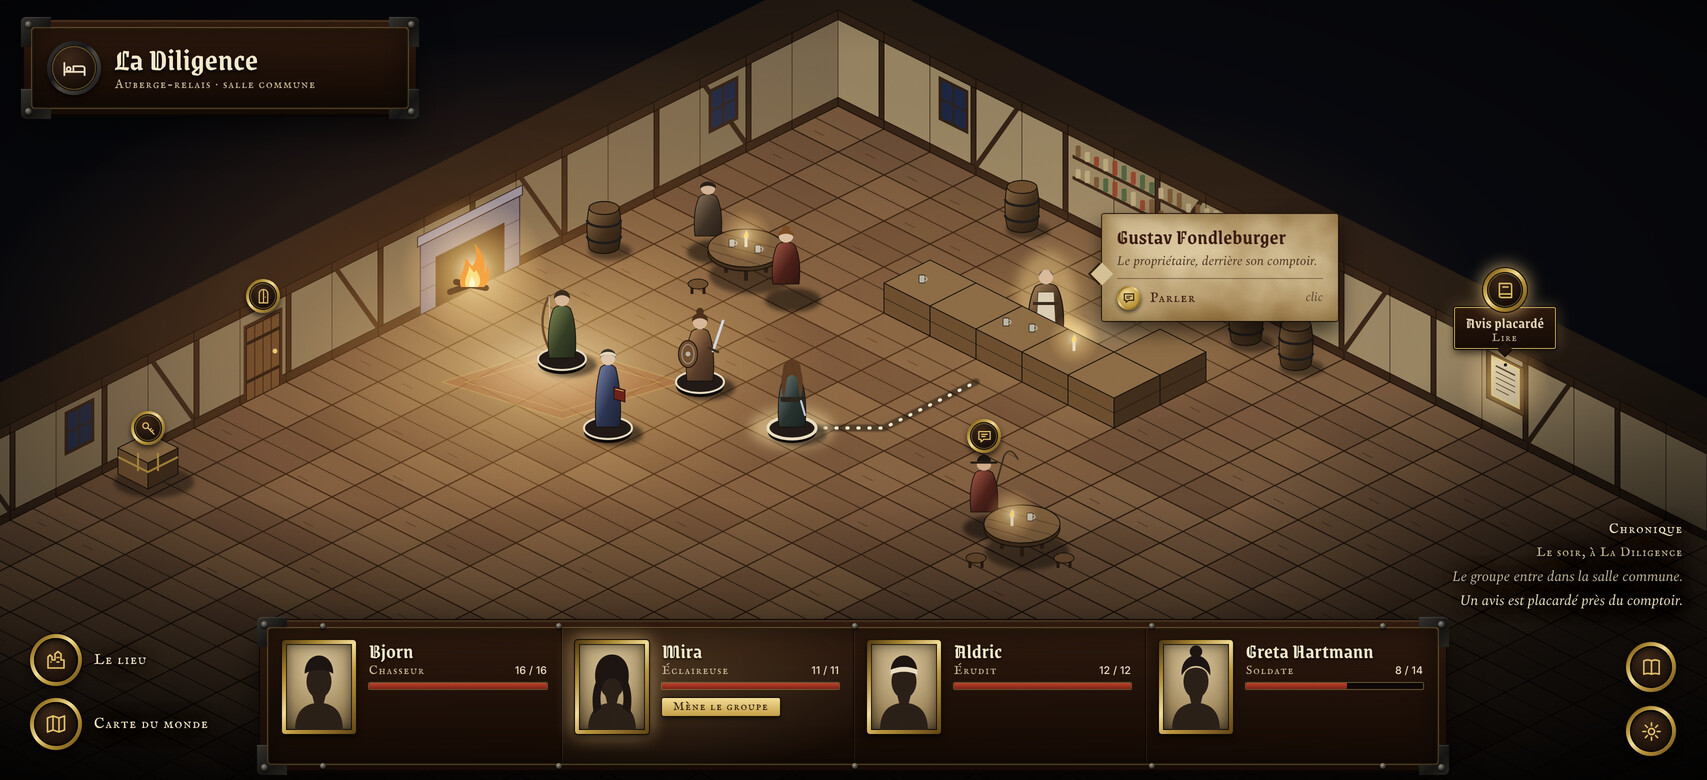 La Diligence
Auberge-relais · salle commune
Gustav Fondleburger
Le propriétaire, derrière son comptoir.
Parler clic
Avis placardé
Lire
Chronique
Le soir, à La Diligence
Le groupe entre dans la salle commune.
Un avis est placardé près du comptoir.
Le lieu
Carte du monde
Bjorn
Chasseur 16 / 16
Mira
Éclaireuse 11 / 11
Mène le groupe
Aldric
Érudit 12 / 12
Greta Hartmann
Soldate 8 / 14